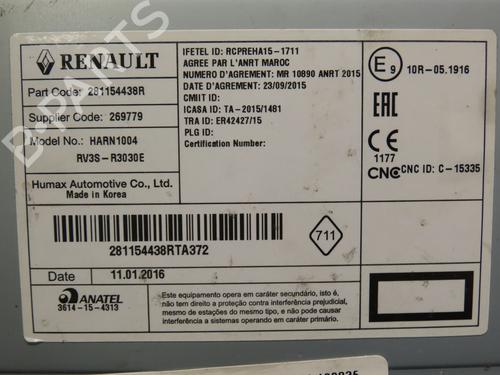 RENAULT
Part Code: 281154438R
Supplier Code: 269779
Model No.: HARN1004
RV3S-R3030E
Humax Automotive Co., Ltd.
Made in Korea
IFETEL ID: RCPREHA15-1711
AGREE PAR L'ANRT MAROC
NUMERO D'AGREMENT: MR 10890 ANRT 2015
DATE D'AGREMENT: 23/09/2015
CMIIT ID:
ICASA ID: TA-2015/1481
TRA ID: ER42427/15
PLG ID:
Certification Number:
E9 10R-05.1916
EAC
1177
CNC CNC ID: C-15335
281154438RTA372
711
Date 11.01.2016
ANATEL
3614-15-4313
Este equipamento opera em caráter secundário, isto é,
não tem direito a proteção contra interferência prejudicial,
mesmo de estações do mesmo tipo, e não pode causar
interferência a sistemas operando em caráter primário.
B-PARTS